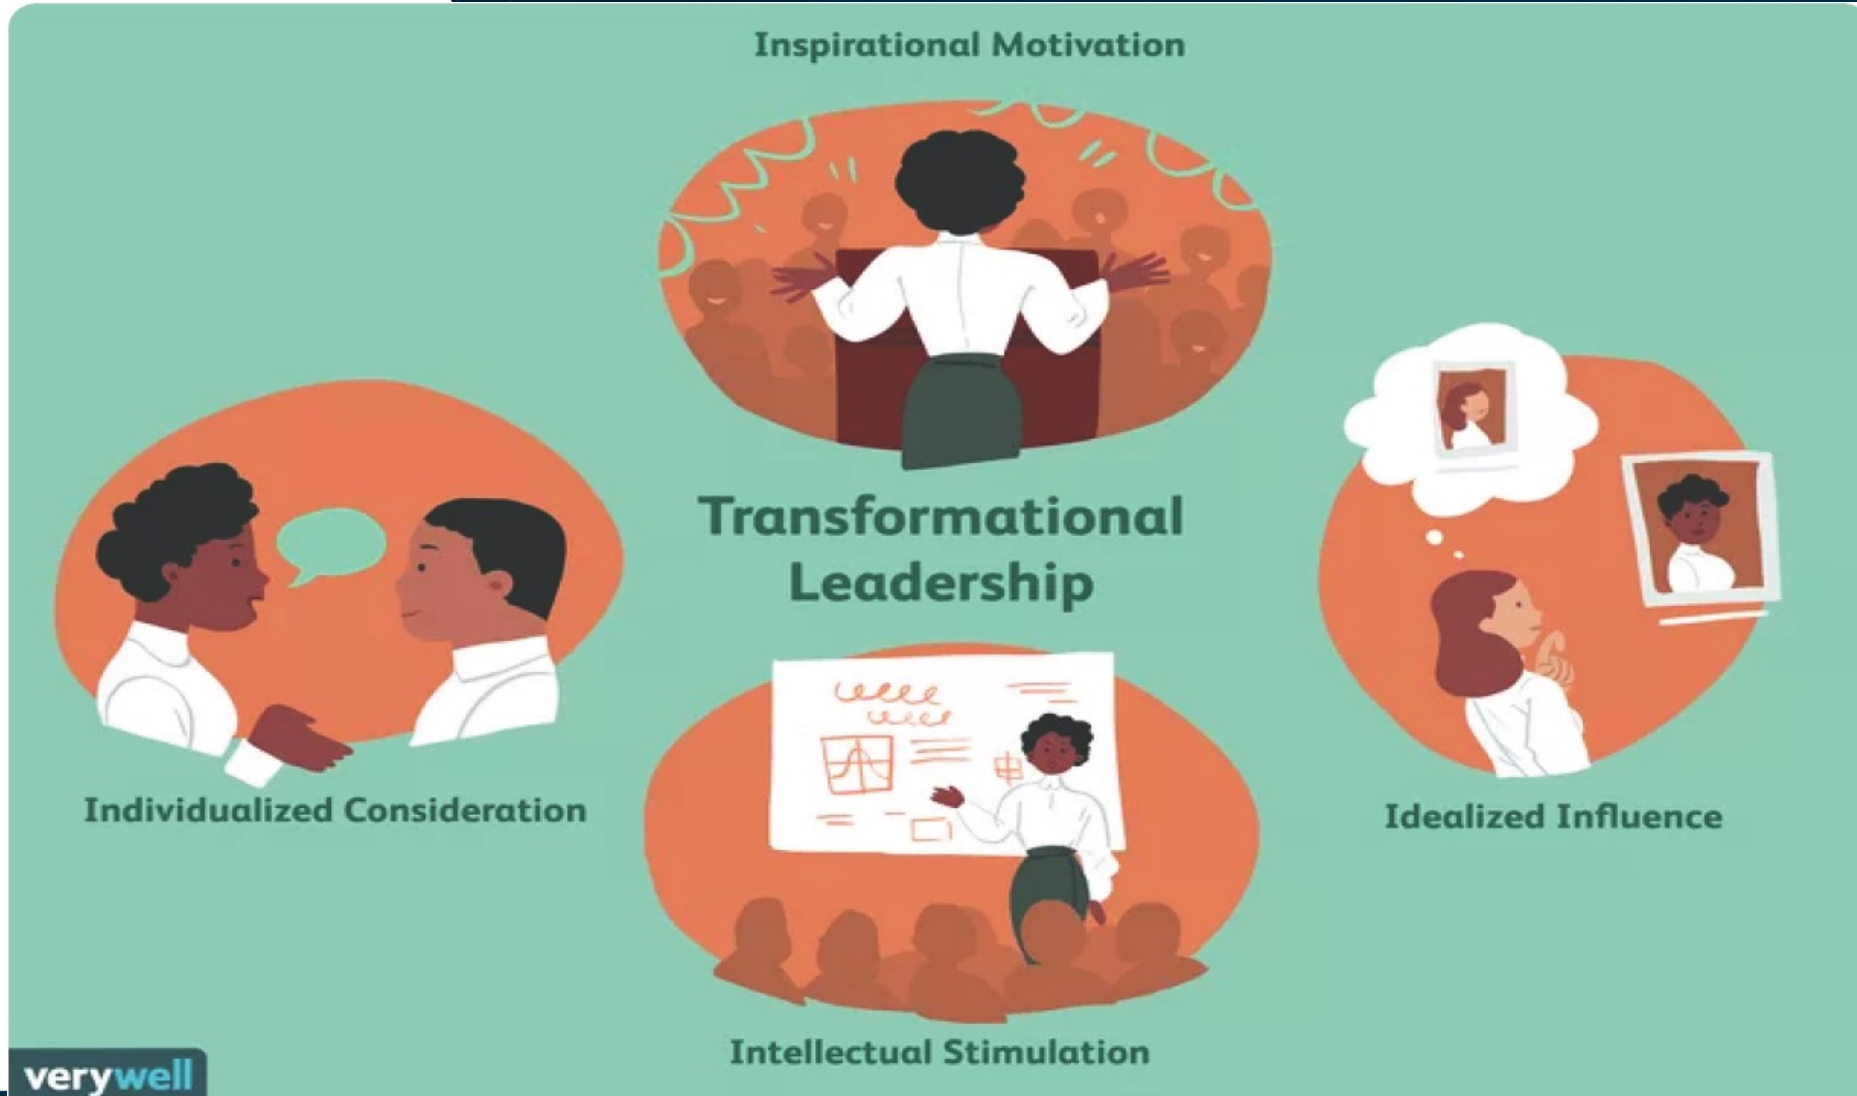 Inspirational Motivation
Transformational
Leadership
Individualized Consideration
Idealized Influence
Intellectual Stimulation
verywell